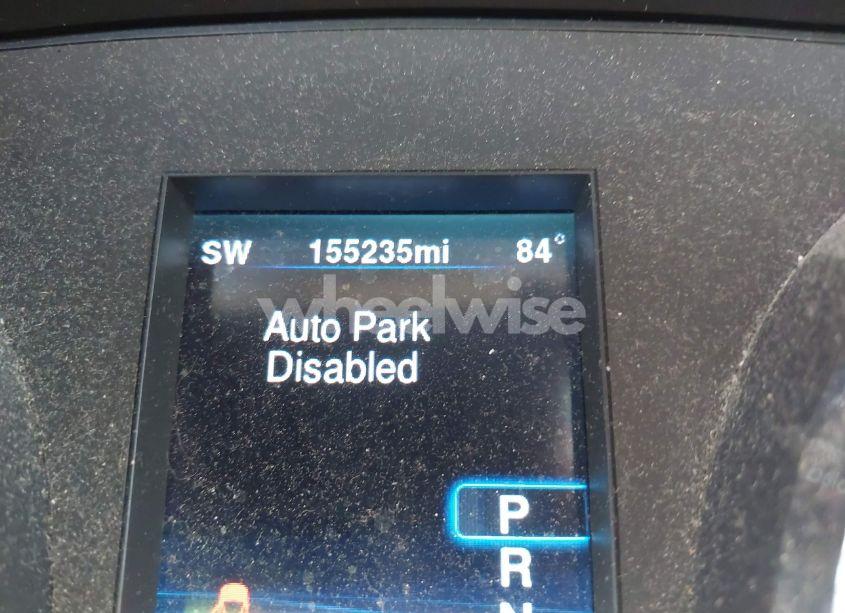 SW 155235mi 84°
wheelwise
Auto Park
Disabled
P
R
N